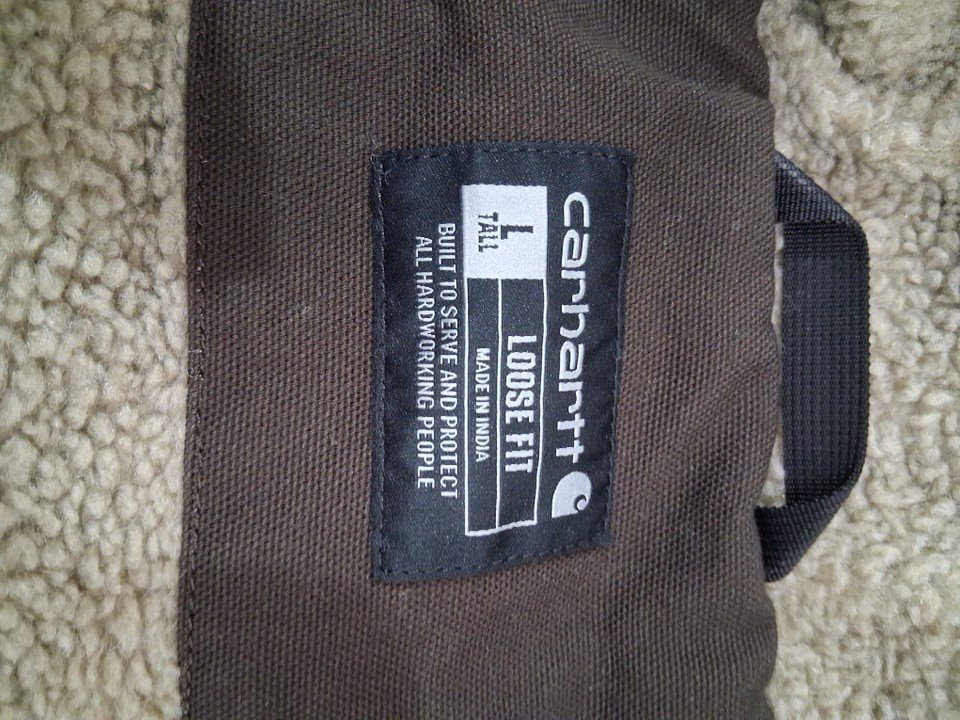 carhartt
L
TALL
LOOSE FIT
MADE IN INDIA
BUILT TO SERVE AND PROTECT
ALL HARDWORKING PEOPLE